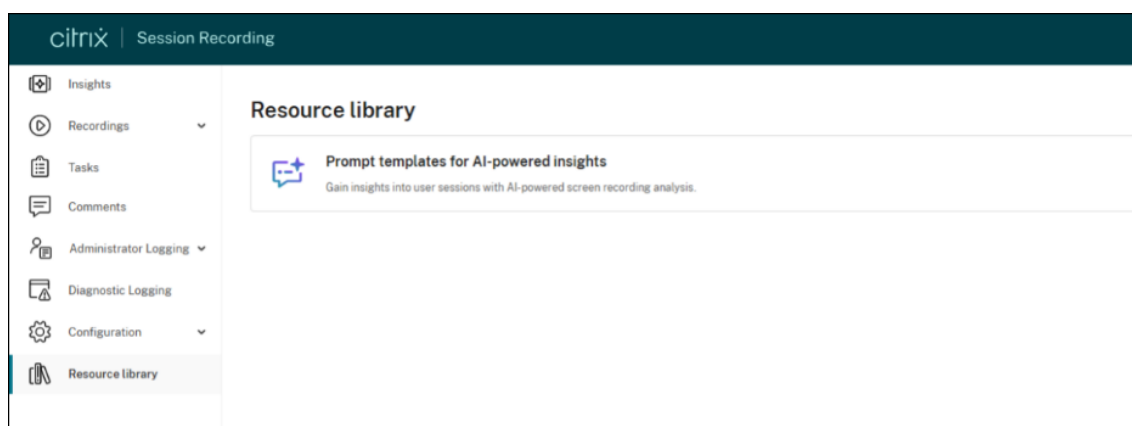 citrix | Session Recording
Insights
Recordings
Tasks
Comments
Administrator Logging
Diagnostic Logging
Configuration
Resource library
Resource library
Prompt templates for AI-powered insights
Gain insights into user sessions with AI-powered screen recording analysis.